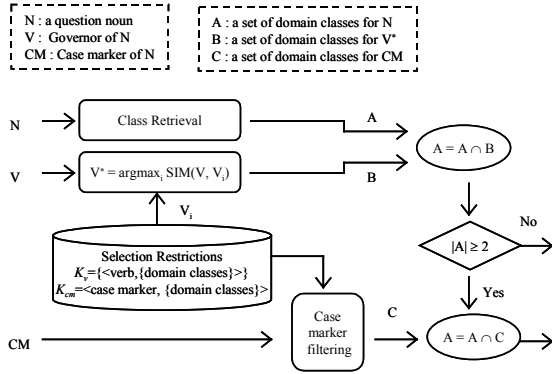 N : a question noun
V : Governor of N
CM : Case marker of N
A : a set of domain classes for N
B : a set of domain classes for V*
C : a set of domain classes for CM
N
Class Retrieval
A
A = A ∩ B
V
V* = argmaxᵢ SIM(V, Vᵢ)
B
Vᵢ
No
|A| ≥ 2
Selection Restrictions
Kᵥ={<verb,{domain classes}>}
K_cm=<case marker, {domain classes}>
Yes
C
CM
Case
marker
filtering
A = A ∩ C